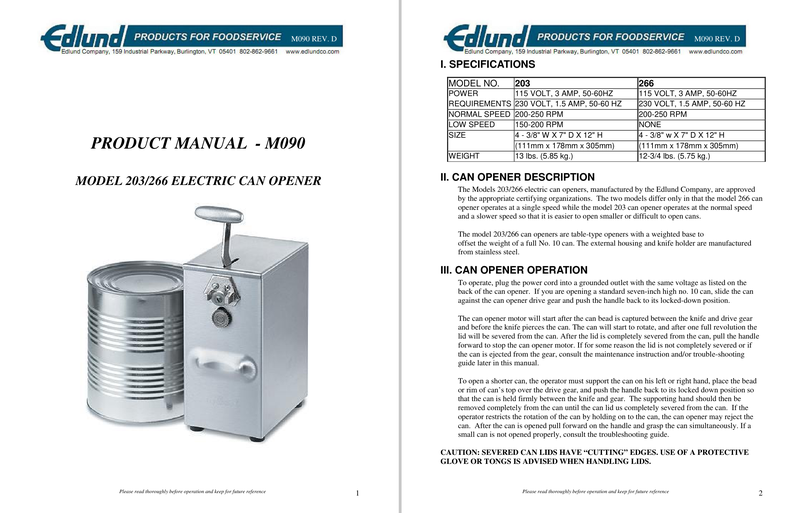 Edlund
PRODUCTS FOR FOODSERVICE M090 REV. D
Edlund Company, 159 Industrial Parkway, Burlington, VT 05401 802-862-9661 www.edlundco.com
PRODUCT MANUAL - M090
MODEL 203/266 ELECTRIC CAN OPENER
Please read thoroughly before operation and keep for future reference
1
Edlund
PRODUCTS FOR FOODSERVICE M090 REV. D
Edlund Company, 159 Industrial Parkway, Burlington, VT 05401 802-862-9661 www.edlundco.com
I. SPECIFICATIONS
MODEL NO. 203 266
POWER 115 VOLT, 3 AMP, 50-60HZ 115 VOLT, 3 AMP, 50-60HZ
REQUIREMENTS 230 VOLT, 1.5 AMP, 50-60 HZ 230 VOLT, 1.5 AMP, 50-60 HZ
NORMAL SPEED 200-250 RPM 200-250 RPM
LOW SPEED 150-200 RPM NONE
SIZE 4 - 3/8" W X 7" D X 12" H 4 - 3/8" w X 7" D X 12" H
(111mm x 178mm x 305mm) (111mm x 178mm x 305mm)
WEIGHT 13 lbs. (5.85 kg.) 12-3/4 lbs. (5.75 kg.)
II. CAN OPENER DESCRIPTION
The Models 203/266 electric can openers, manufactured by the Edlund Company, are approved
by the appropriate certifying organizations. The two models differ only in that the model 266 can
opener operates at a single speed while the model 203 can opener operates at the normal speed
and a slower speed so that it is easier to open smaller or difficult to open cans.
The model 203/266 can openers are table-type openers with a weighted base to
offset the weight of a full No. 10 can. The external housing and knife holder are manufactured
from stainless steel.
III. CAN OPENER OPERATION
To operate, plug the power cord into a grounded outlet with the same voltage as listed on the
back of the can opener. If you are opening a standard seven-inch high no. 10 can, slide the can
against the can opener drive gear and push the handle back to its locked-down position.
The can opener motor will start after the can bead is captured between the knife and drive gear
and before the knife pierces the can. The can will start to rotate, and after one full revolution the
lid will be severed from the can. After the lid is completely severed from the can, pull the handle
forward to stop the can opener motor. If for some reason the lid is not completely severed or if
the can is ejected from the gear, consult the maintenance instruction and/or trouble-shooting
guide later in this manual.
To open a shorter can, the operator must support the can on his left or right hand, place the bead
or rim of can's top over the drive gear, and push the handle back to its locked down position so
that the can is held firmly between the knife and gear. The supporting hand should then be
removed completely from the can until the can lid us completely severed from the can. If the
operator restricts the rotation of the can by holding on to the can, the can opener may reject the
can. After the can is opened pull forward on the handle and grasp the can simultaneously. If a
small can is not opened properly, consult the troubleshooting guide.
CAUTION: SEVERED CAN LIDS HAVE “CUTTING” EDGES. USE OF A PROTECTIVE
GLOVE OR TONGS IS ADVISED WHEN HANDLING LIDS.
Please read thoroughly before operation and keep for future reference
2